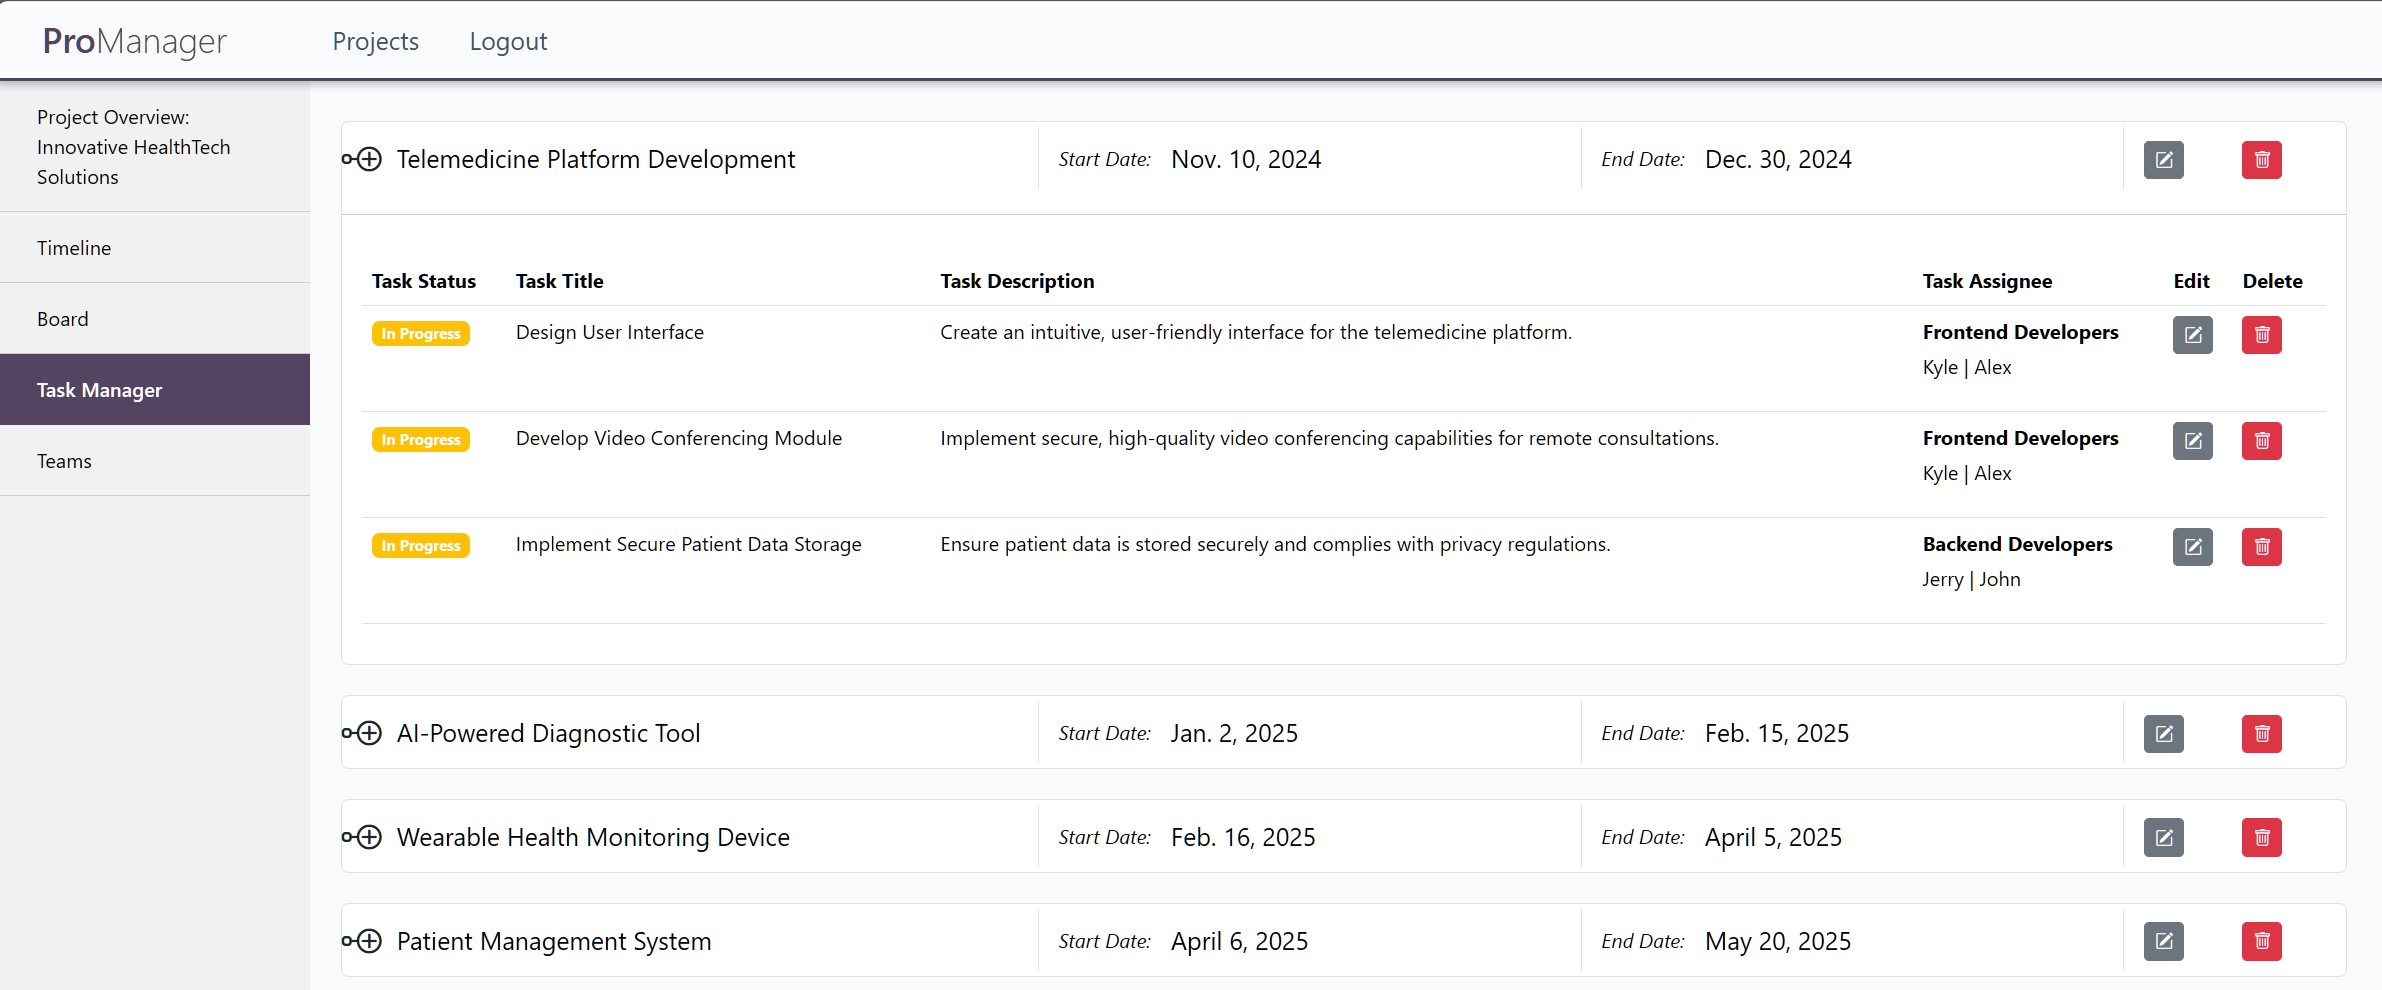 ProManager Projects Logout
Project Overview:
Innovative HealthTech
Solutions
Timeline
Board
Task Manager
Teams
Telemedicine Platform Development Start Date: Nov. 10, 2024 End Date: Dec. 30, 2024
Task Status Task Title Task Description Task Assignee Edit Delete
In Progress Design User Interface Create an intuitive, user-friendly interface for the telemedicine platform. Frontend Developers
Kyle | Alex
In Progress Develop Video Conferencing Module Implement secure, high-quality video conferencing capabilities for remote consultations. Frontend Developers
Kyle | Alex
In Progress Implement Secure Patient Data Storage Ensure patient data is stored securely and complies with privacy regulations. Backend Developers
Jerry | John
AI-Powered Diagnostic Tool Start Date: Jan. 2, 2025 End Date: Feb. 15, 2025
Wearable Health Monitoring Device Start Date: Feb. 16, 2025 End Date: April 5, 2025
Patient Management System Start Date: April 6, 2025 End Date: May 20, 2025